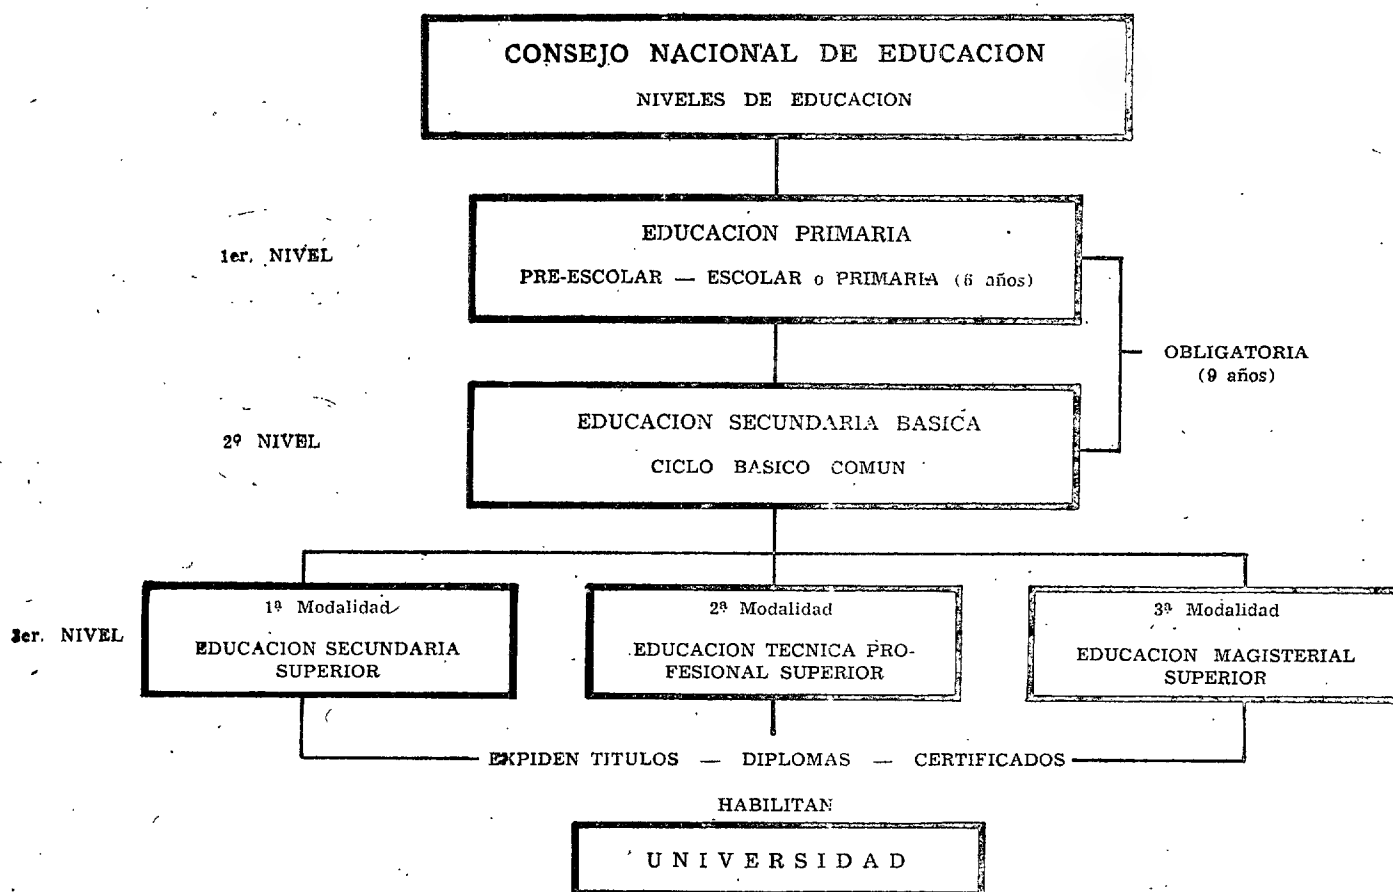 CONSEJO NACIONAL DE EDUCACION
NIVELES DE EDUCACION
1er. NIVEL
EDUCACION PRIMARIA
PRE-ESCOLAR — ESCOLAR o PRIMARIA (6 años)
OBLIGATORIA
(9 años)
2º NIVEL
EDUCACION SECUNDARIA BASICA
CICLO BASICO COMUN
3er. NIVEL
1ª Modalidad
EDUCACION SECUNDARIA
SUPERIOR
2ª Modalidad
EDUCACION TECNICA PRO-
FESIONAL SUPERIOR
3ª Modalidad
EDUCACION MAGISTERIAL
SUPERIOR
EXPIDEN TITULOS — DIPLOMAS — CERTIFICADOS
HABILITAN
UNIVERSIDAD